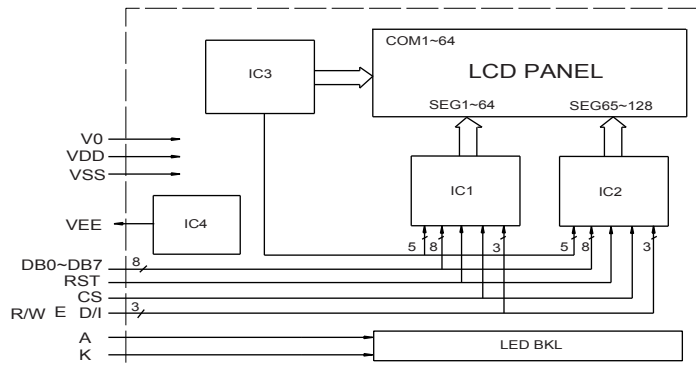 COM1~64
IC3
LCD PANEL
SEG1~64 SEG65~128
V0
VDD
VSS
IC1 IC2
VEE IC4
5 8 3 5 8 3
DB0~DB7 8
RST
CS
R/W E D/I 3
A
LED BKL
K